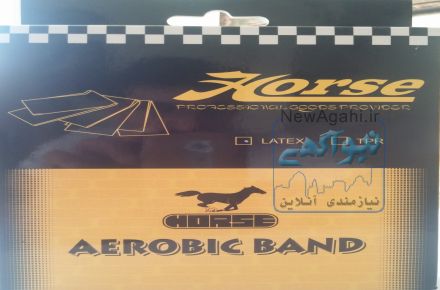 Horse
PROFESSIONAL GOODS PROVIDER
NewAgahi.ir
LATEX TPR
نیوآگهی
نیازمندی آنلاین
HORSE
AEROBIC BAND